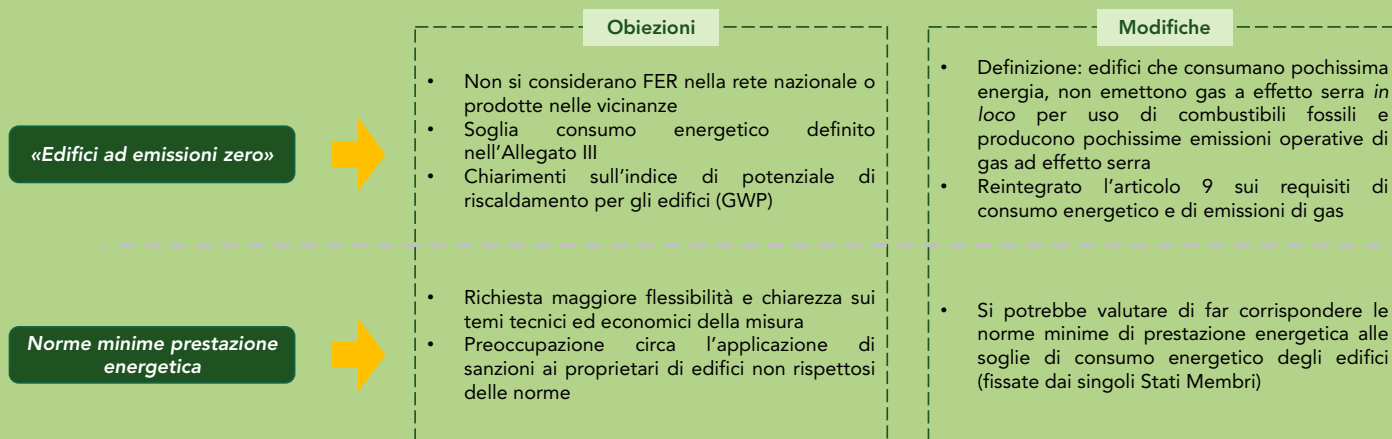 Obiezioni
Modifiche
«Edifici ad emissioni zero»
• Non si considerano FER nella rete nazionale o
prodotte nelle vicinanze
• Soglia consumo energetico definito
nell'Allegato III
• Chiarimenti sull'indice di potenziale di
riscaldamento per gli edifici (GWP)
• Definizione: edifici che consumano pochissima
energia, non emettono gas a effetto serra in
loco per uso di combustibili fossili e
producono pochissime emissioni operative di
gas ad effetto serra
• Reintegrato l'articolo 9 sui requisiti di
consumo energetico e di emissioni di gas
Norme minime prestazione
energetica
• Richiesta maggiore flessibilità e chiarezza sui
temi tecnici ed economici della misura
• Preoccupazione circa l'applicazione di
sanzioni ai proprietari di edifici non rispettosi
delle norme
• Si potrebbe valutare di far corrispondere le
norme minime di prestazione energetica alle
soglie di consumo energetico degli edifici
(fissate dai singoli Stati Membri)